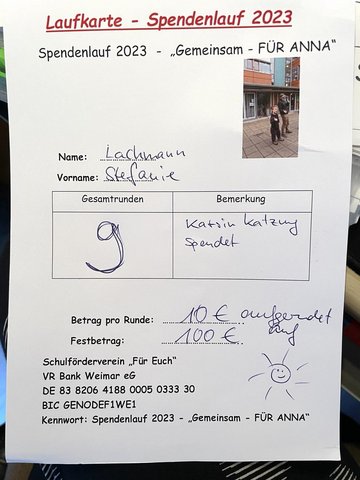 Laufkarte - Spendenlauf 2023
Spendenlauf 2023 - „Gemeinsam - FÜR ANNA“
Name: Lachmann
Vorname: Stefanie
Gesamtrunden Bemerkung
9 Katrin Katzung
spendet
Betrag pro Runde: 10 € aufgerundet
Festbetrag: 100 € auf
Schulförderverein „Für Euch“
VR Bank Weimar eG
DE 83 8206 4188 0005 0333 30
BIC GENODEF1WE1
Kennwort: Spendenlauf 2023 - „Gemeinsam - FÜR ANNA“